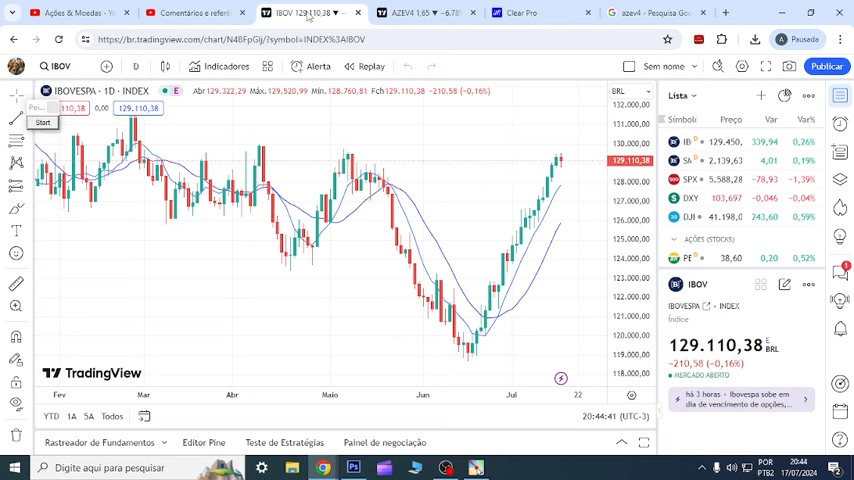 Ações & Moedas - Yo
Comentários e referê
IBOV 129.110,38 ▼ −
AZEV4 1,65 ▼ −6.78%
Clear Pro
azev4 - Pesquisa Goo
https://br.tradingview.com/chart/N4BFpGIj/?symbol=INDEX%3AIBOV
A Pausada
IBOV
D
Indicadores
Alerta
Replay
Sem nome
Publicar
IBOVESPA · 1D · INDEX
E
Abr129.322,29 Máx.129.520,99 Mín.128.760,81 Fch129.110,38 −210,58 (−0,16%)
BRL
110,38 0,00 129.110,38
Poi...
Start
132.000,00
131.000,00
130.000,00
129.110,38
128.000,00
127.000,00
126.000,00
125.000,00
124.000,00
123.000,00
122.000,00
121.000,00
120.000,00
119.000,00
118.000,00
TradingView
Fev Mar Abr Maio Jun Jul 22
YTD 1A 5A Todos
20:44:41 (UTC-3)
Rastreador de Fundamentos
Editor Pine
Teste de Estratégias
Painel de negociação
Lista
Símbolo Preço Var Var%
IB 129.450, 339,94 0,26%
SM 2.139,63 4,01 0,19%
SPX 5.588,28 −78,93 −1,39%
DXY 103,697 −0,046 −0,04%
DJI 41.198,0 243,60 0,59%
AÇÕES (STOCKS)
PE 38,60 0,20 0,52%
IBOV
IBOVESPA · INDEX
Índice
129.110,38 E BRL
−210,58 (−0,16%)
MERCADO ABERTO
há 3 horas · Ibovespa sobe em
dia de vencimento de opções,...
1
Digite aqui para pesquisar
POR
PTB2
20:44
17/07/2024